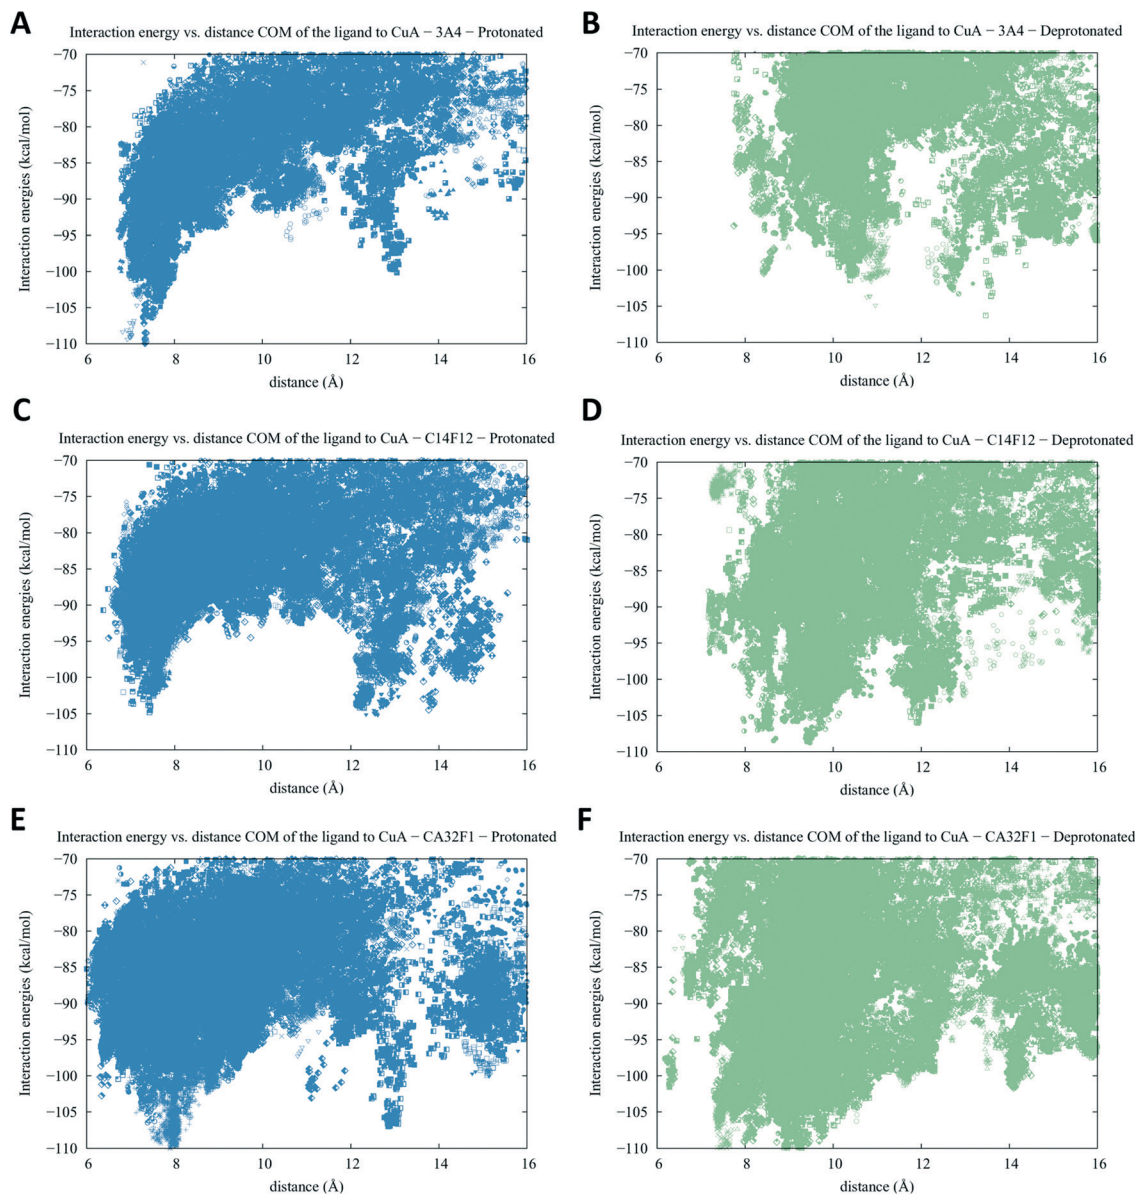 A
Interaction energy vs. distance COM of the ligand to CuA − 3A4 − Protonated
Interaction energies (kcal/mol)
−70
−75
−80
−85
−90
−95
−100
−105
−110
6 8 10 12 14 16
distance (Å)
B
Interaction energy vs. distance COM of the ligand to CuA − 3A4 − Deprotonated
Interaction energies (kcal/mol)
−70
−75
−80
−85
−90
−95
−100
−105
−110
6 8 10 12 14 16
distance (Å)
C
Interaction energy vs. distance COM of the ligand to CuA − C14F12 − Protonated
Interaction energies (kcal/mol)
−70
−75
−80
−85
−90
−95
−100
−105
−110
6 8 10 12 14 16
distance (Å)
D
Interaction energy vs. distance COM of the ligand to CuA − C14F12 − Deprotonated
Interaction energies (kcal/mol)
−70
−75
−80
−85
−90
−95
−100
−105
−110
6 8 10 12 14 16
distance (Å)
E
Interaction energy vs. distance COM of the ligand to CuA − CA32F1 − Protonated
Interaction energies (kcal/mol)
−70
−75
−80
−85
−90
−95
−100
−105
−110
6 8 10 12 14 16
distance (Å)
F
Interaction energy vs. distance COM of the ligand to CuA − CA32F1 − Deprotonated
Interaction energies (kcal/mol)
−70
−75
−80
−85
−90
−95
−100
−105
−110
6 8 10 12 14 16
distance (Å)